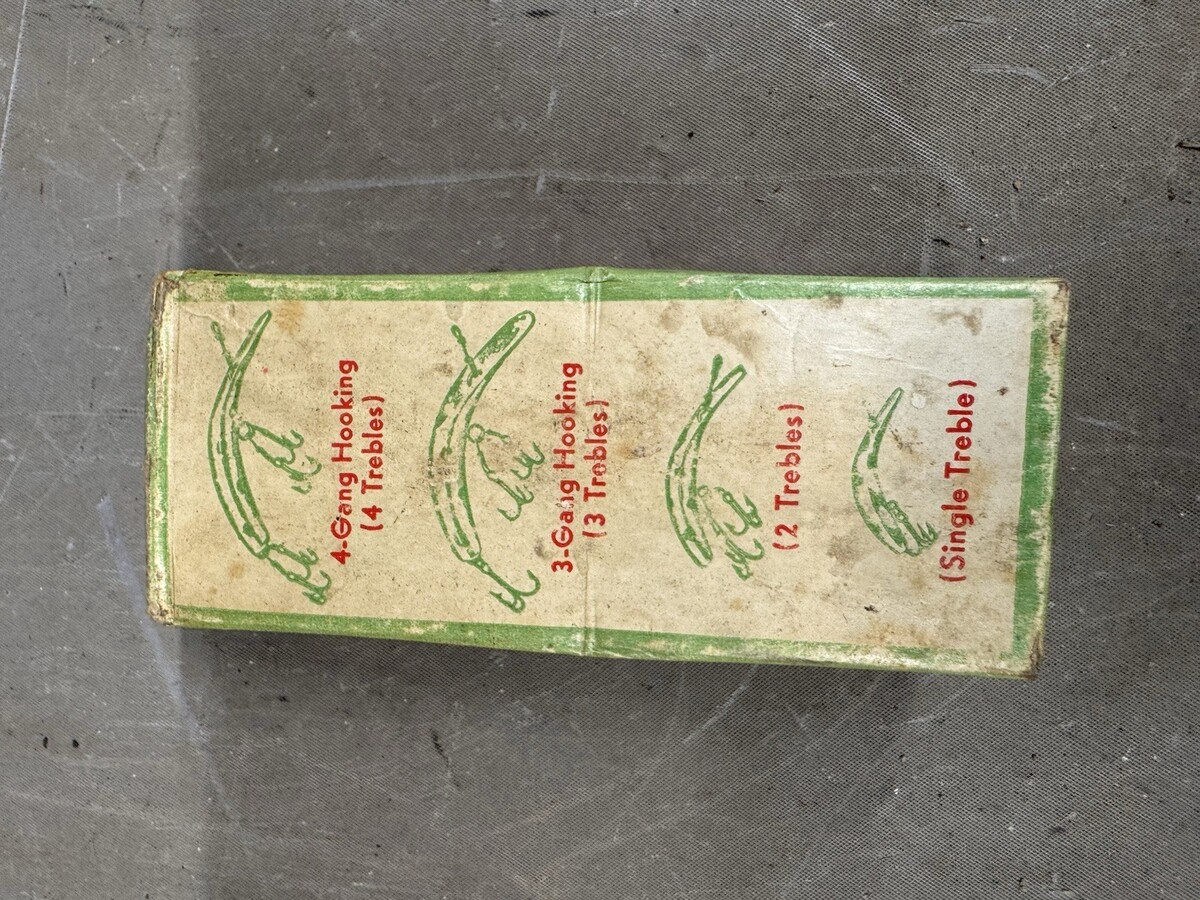 4-Gang Hooking
(4 Trebles)
3-Gang Hooking
(3 Trebles)
(2 Trebles)
(Single Treble)